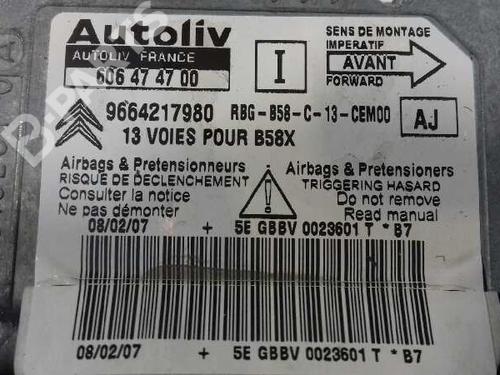 Autoliv
AUTOLIV FRANCE
606 47 47 00
I
SENS DE MONTAGE
IMPERATIF
AVANT
FORWARD
9664217980 RBG-B58-C-13-CEM00
AJ
13 VOIES POUR B58X
Airbags & Pretensionneurs
RISQUE DE DECLENCHEMENT
Consulter la notice
Ne pas démonter
Airbags & Pretensioners
TRIGGERING HASARD
Do not remove
Read manual
08/02/07 + 5E GBBV 0023601 T * B7
08/02/07 + 5E GBBV 0023601 T * B7